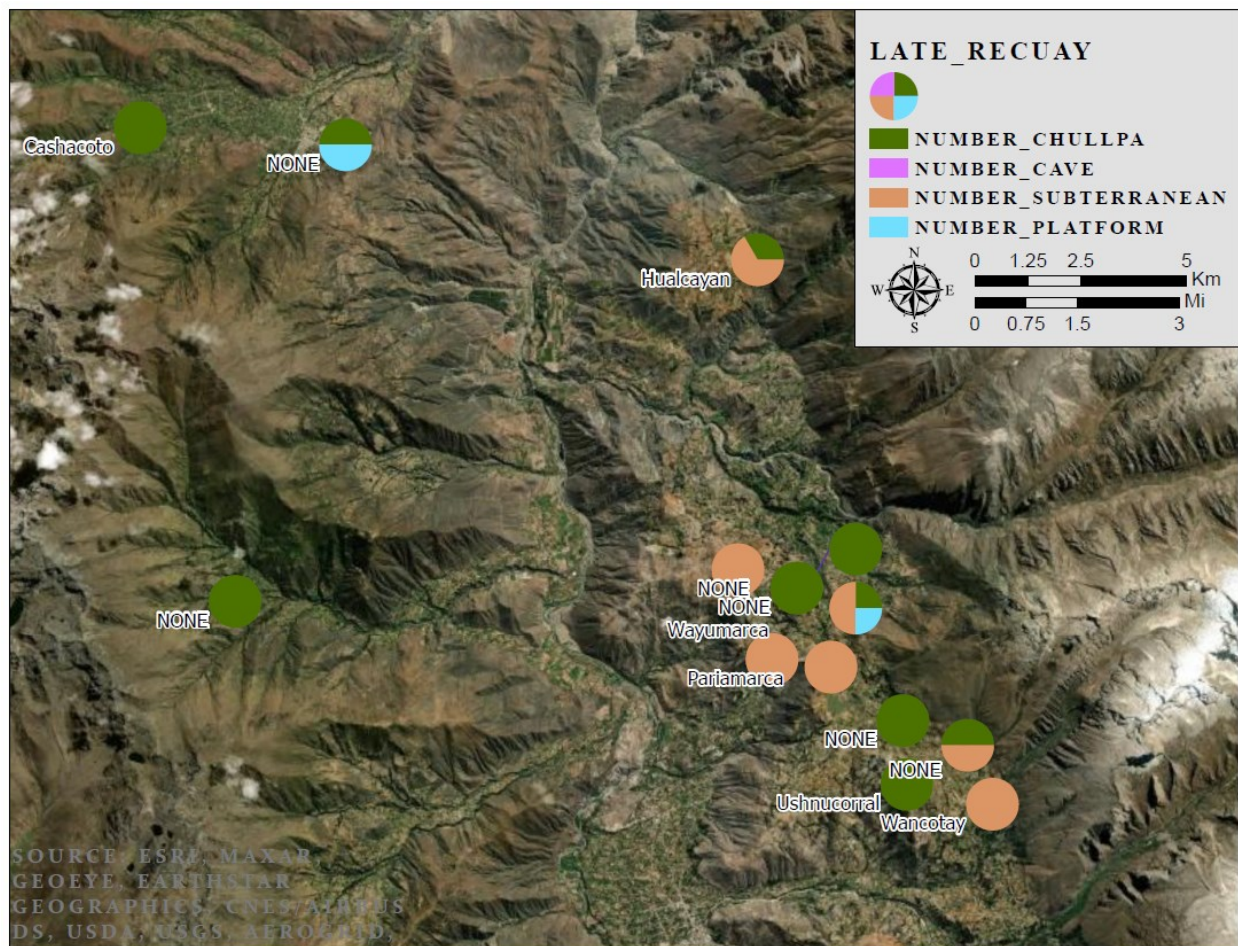 LATE_RECUAY
NUMBER_CHULLPA
NUMBER_CAVE
NUMBER_SUBTERRANEAN
NUMBER_PLATFORM
N
W E
S
0 1.25 2.5 5
Km
Mi
0 0.75 1.5 3
Cashacoto
NONE
Hualcayan
NONE
NONE
NONE
Wayumarca
Pariamarca
NONE
NONE
Ushnucorral
Wancotay
SOURCE: ESRI, MAXAR,
GEOEYE, EARTHSTAR
GEOGRAPHICS, CNES/AIRBUS
DS, USDA, USGS, AEROGRID,